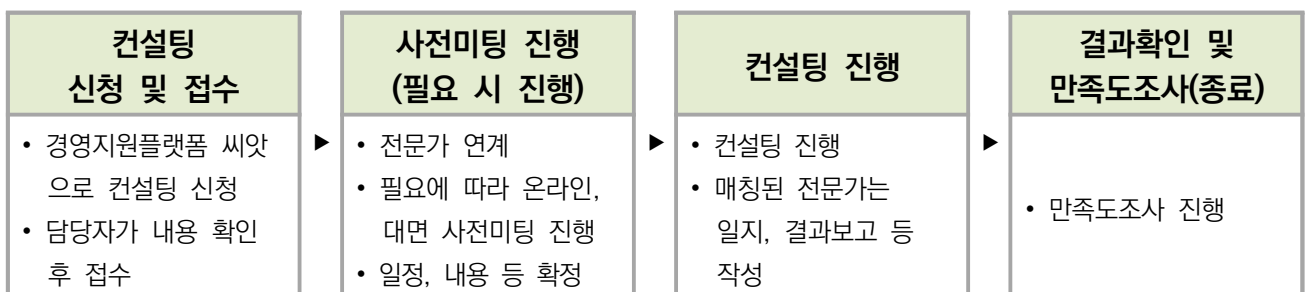 컨설팅
신청 및 접수
• 경영지원플랫폼 씨앗
으로 컨설팅 신청
• 담당자가 내용 확인
후 접수
▶
사전미팅 진행
(필요 시 진행)
• 전문가 연계
• 필요에 따라 온라인,
대면 사전미팅 진행
• 일정, 내용 등 확정
▶
컨설팅 진행
• 컨설팅 진행
• 매칭된 전문가는
일지, 결과보고 등
작성
▶
결과확인 및
만족도조사(종료)
• 만족도조사 진행